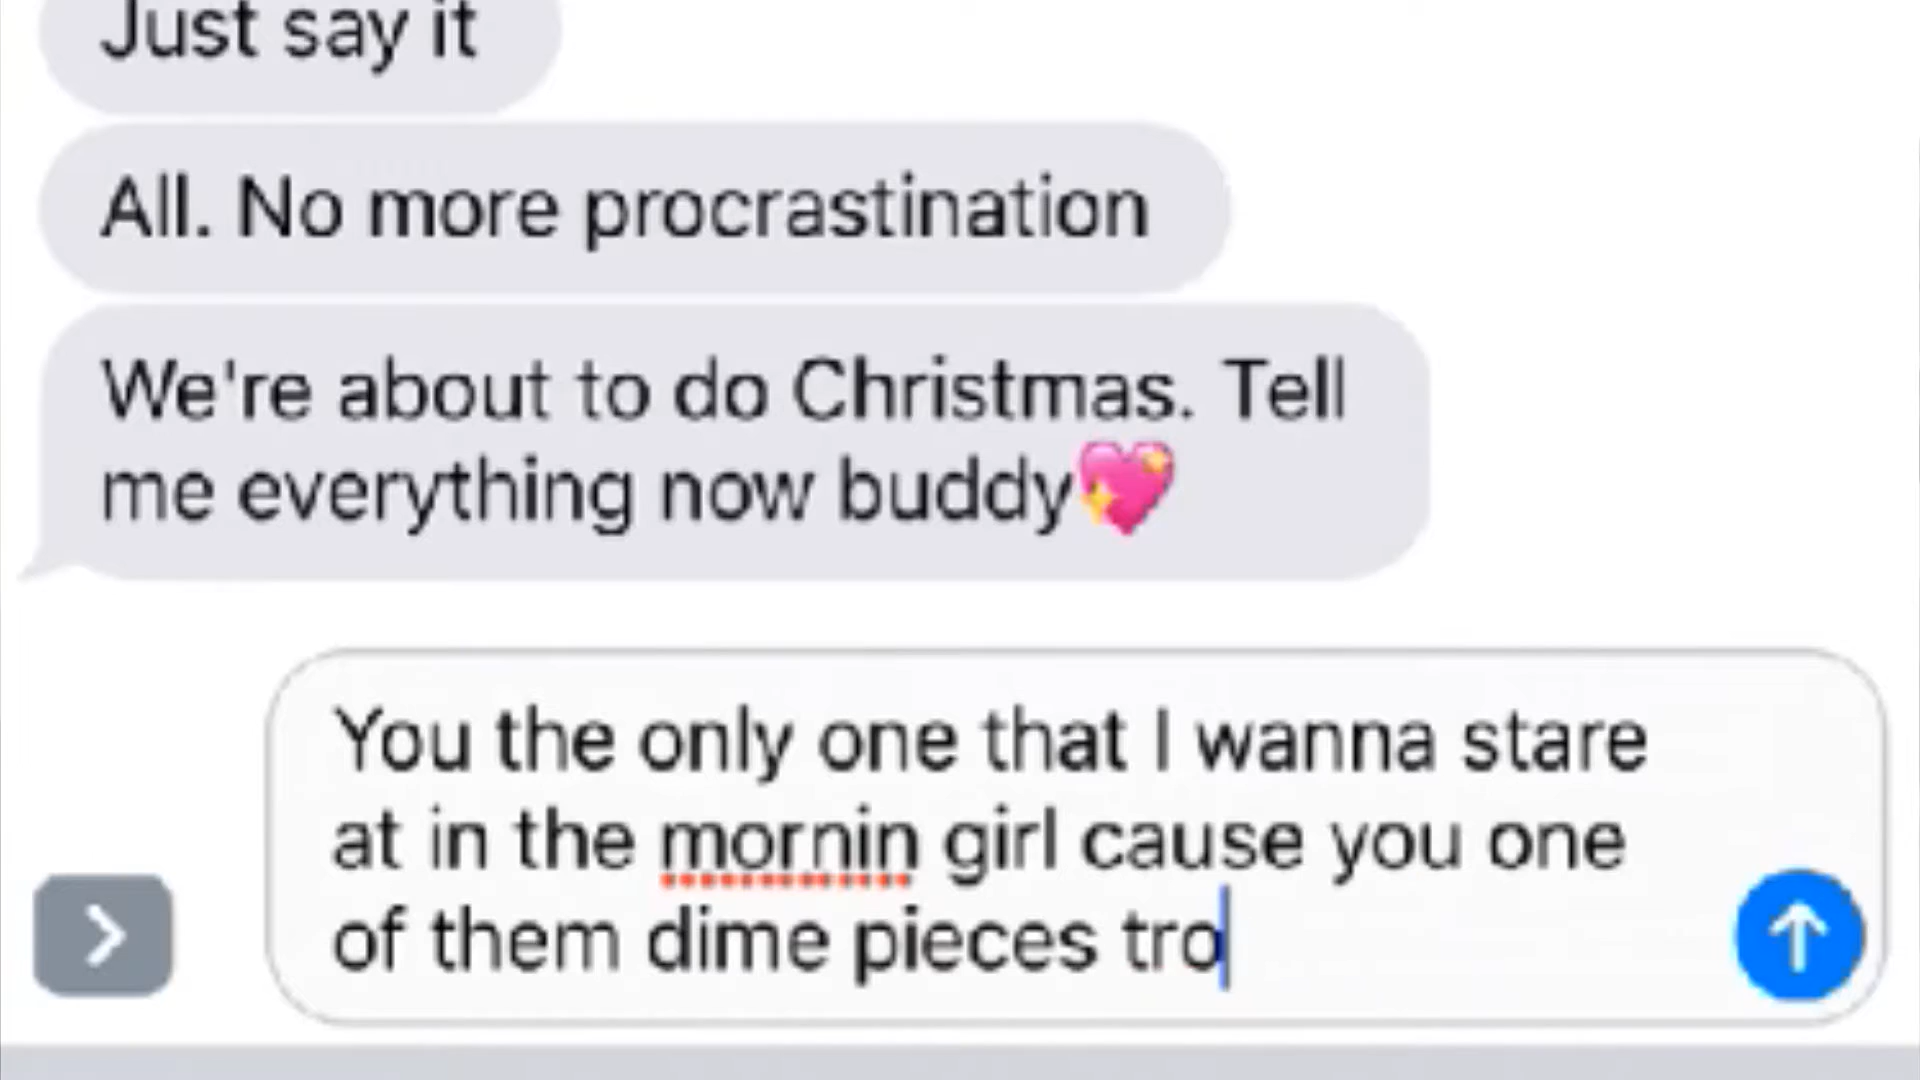 Just say it
All. No more procrastination
We're about to do Christmas. Tell
me everything now buddy💖
You the only one that I wanna stare
at in the mornin girl cause you one
of them dime pieces tro